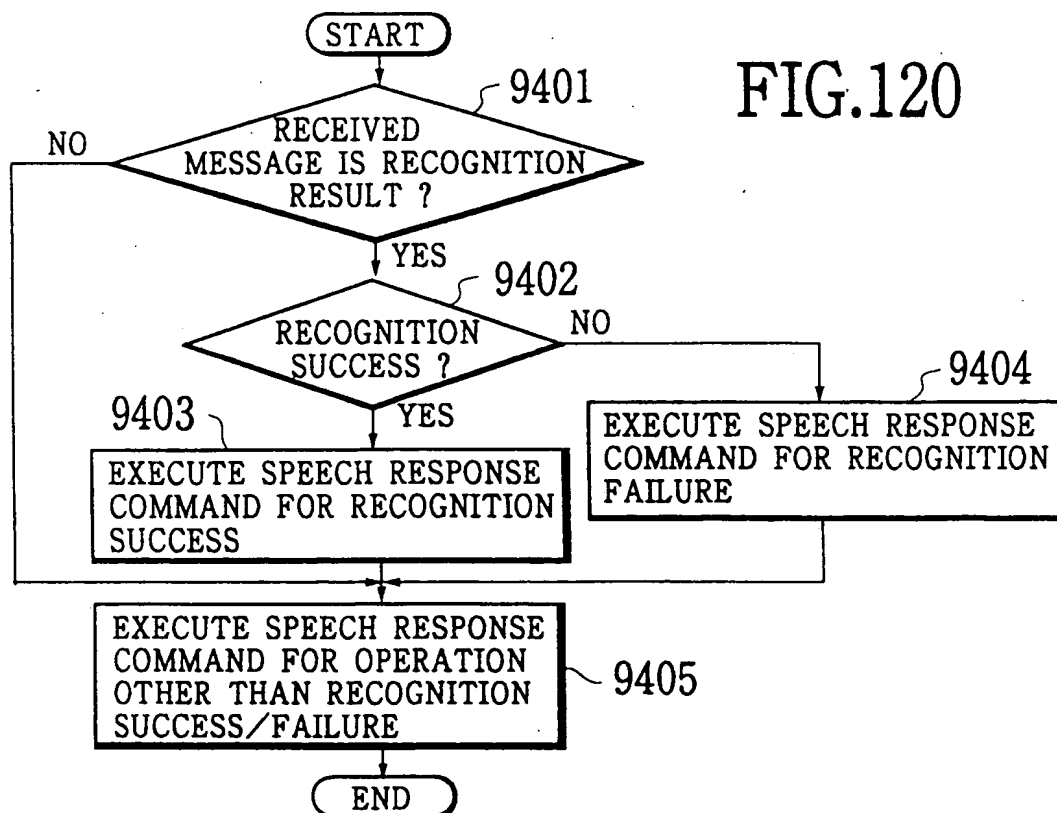 START
FIG.120
9401
NO
RECEIVED
MESSAGE IS RECOGNITION
RESULT ?
YES
9402
RECOGNITION
SUCCESS ?
NO
9404
YES
9403
EXECUTE SPEECH RESPONSE
COMMAND FOR RECOGNITION
FAILURE
EXECUTE SPEECH RESPONSE
COMMAND FOR RECOGNITION
SUCCESS
EXECUTE SPEECH RESPONSE
COMMAND FOR OPERATION
OTHER THAN RECOGNITION
SUCCESS/FAILURE
9405
END